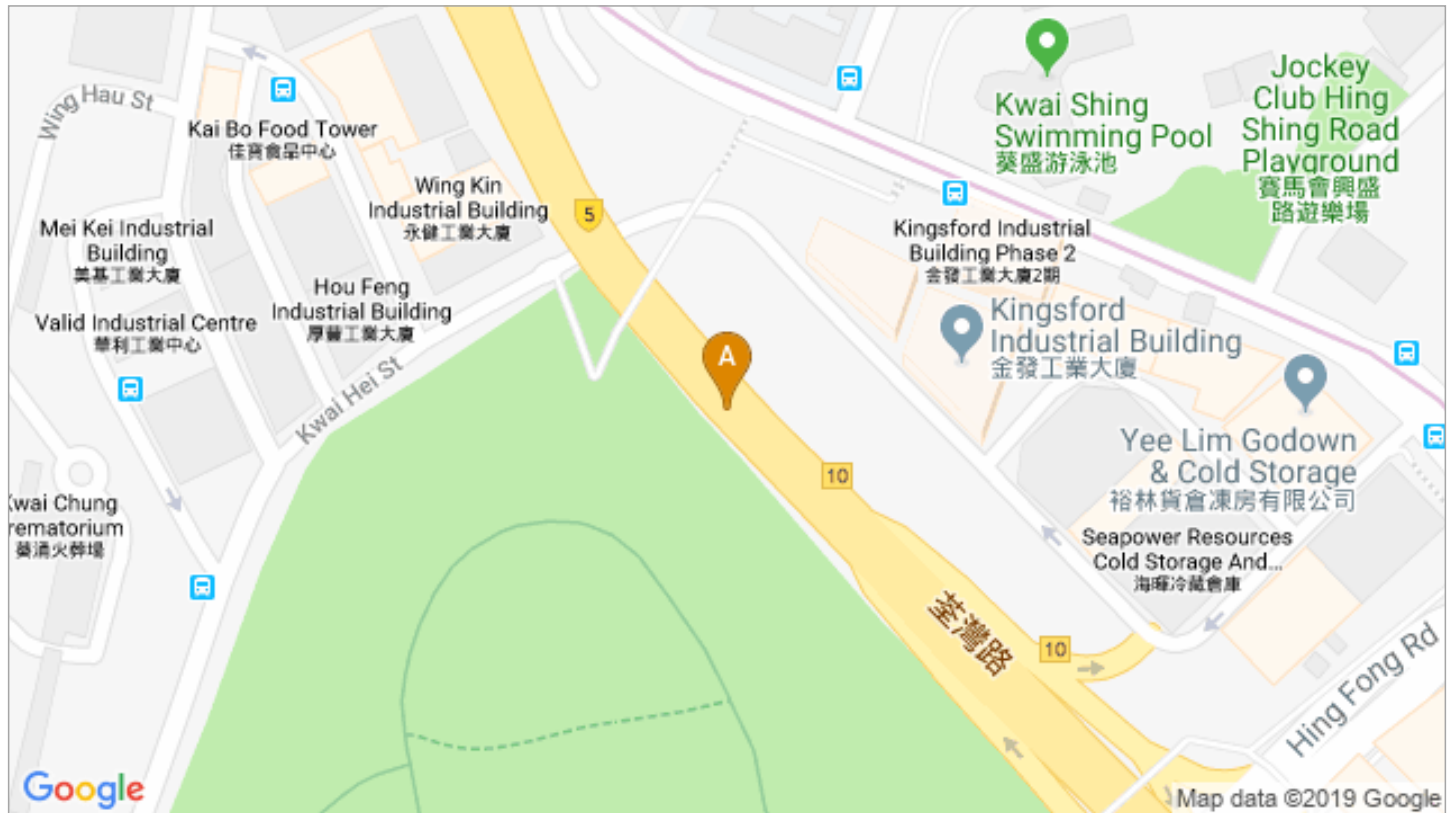 Wing Hau St
Kai Bo Food Tower
佳寶食品中心
Wing Kin
Industrial Building
永健工業大廈
5
Kwai Shing
Swimming Pool
葵盛游泳池
Jockey
Club Hing
Shing Road
Playground
賽馬會興盛
路遊樂場
Mei Kei Industrial
Building
美基工業大廈
Hou Feng
Industrial Building
厚豐工業大廈
Kingsford Industrial
Building Phase 2
金發工業大廈2期
Valid Industrial Centre
華利工業中心
Kingsford
Industrial Building
金發工業大廈
A
Kwai Hei St
Yee Lim Godown
& Cold Storage
裕林貨倉凍房有限公司
10
Kwai Chung
rematorium
葵涌火葬場
Seapower Resources
Cold Storage And...
海暉冷藏倉庫
荃灣路
10
Hing Fong Rd
Google
Map data ©2019 Google